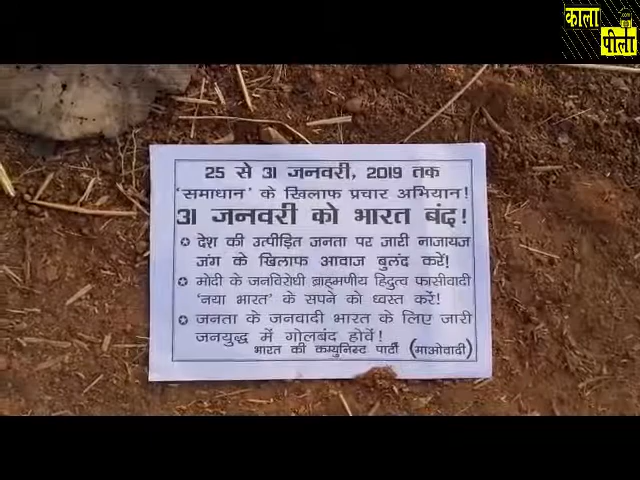 काला
पीला
.com
25 से 31 जनवरी, 2019 तक
'समाधान' के खिलाफ प्रचार अभियान!
31 जनवरी को भारत बंद!
देश की उत्पीड़ित जनता पर जारी नाजायज
जंग के खिलाफ आवाज बुलंद करें!
मोदी के जनविरोधी ब्राह्मणीय हिंदुत्व फासीवादी
'नया भारत' के सपने को ध्वस्त करें!
जनता के जनवादी भारत के लिए जारी
जनयुद्ध में गोलबंद होवें!
भारत की कम्युनिस्ट पार्टी (माओवादी)